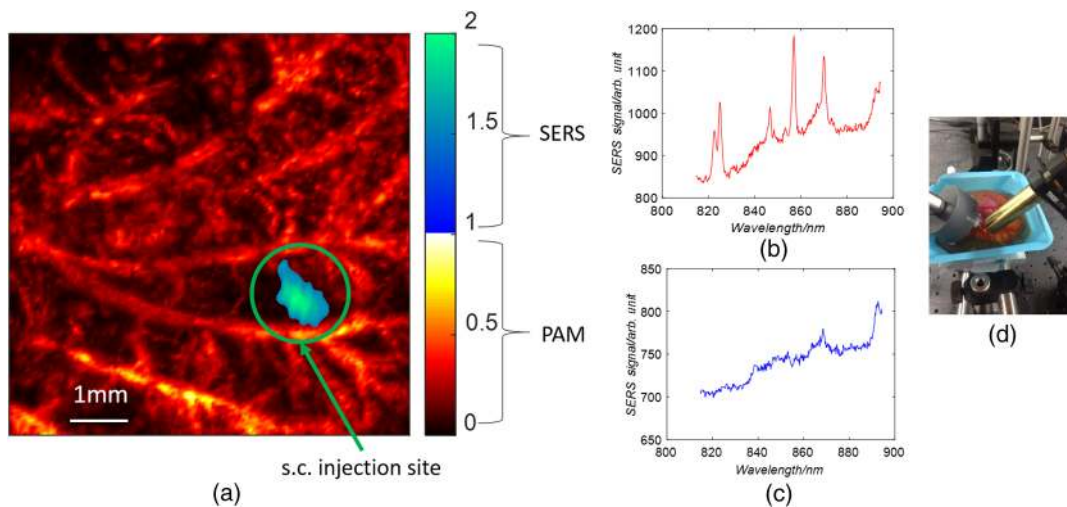 2
1.5
1
0.5
0
SERS
PAM
1mm
s.c. injection site
(a)
1200
1100
1000
900
800
800 820 840 860 880 900
SERS signal/arb. unit
Wavelength/nm
(b)
850
800
750
700
650
800 820 840 860 880 900
SERS signal/arb. unit
Wavelength/nm
(c)
(d)